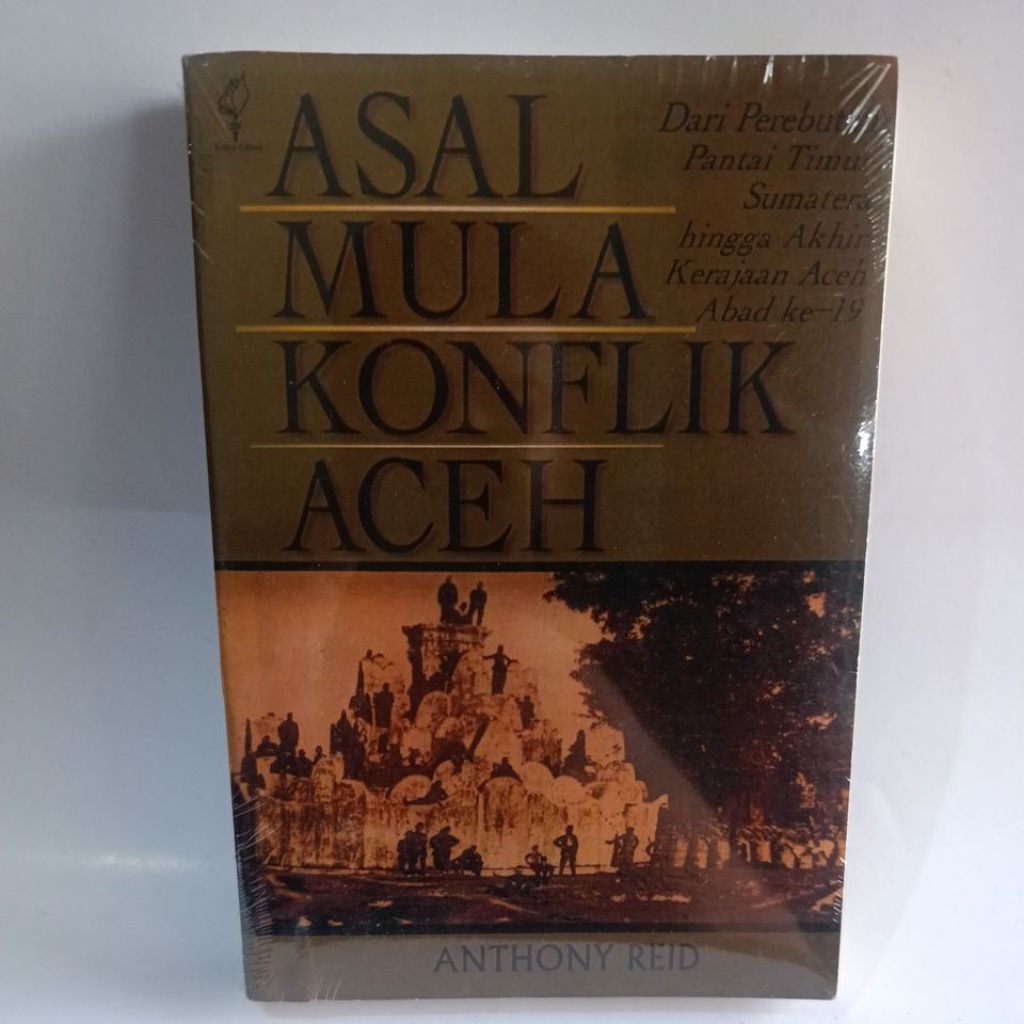 ASAL
MULA
KONFLIK
ACEH
Dari Perebutan
Pantai Timur
Sumatera
hingga Akhir
Kerajaan Aceh
Abad ke-19
ANTHONY REID